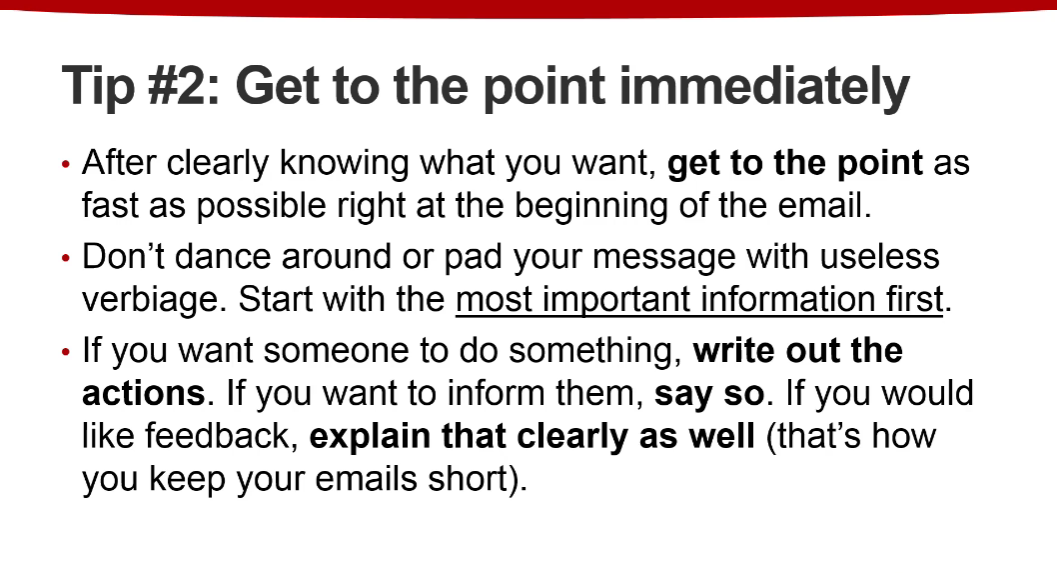 Tip #2: Get to the point immediately
• After clearly knowing what you want, get to the point as
fast as possible right at the beginning of the email.
• Don’t dance around or pad your message with useless
verbiage. Start with the most important information first.
• If you want someone to do something, write out the
actions. If you want to inform them, say so. If you would
like feedback, explain that clearly as well (that’s how
you keep your emails short).